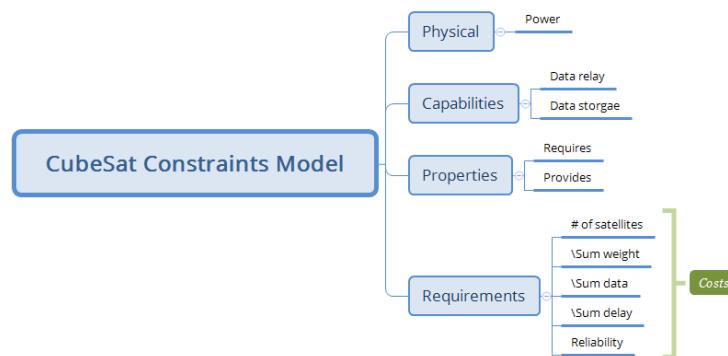 CubeSat Constraints Model
Physical
Power
Capabilities
Data relay
Data storgae
Properties
Requires
Provides
Requirements
# of satellites
\Sum weight
\Sum data
\Sum delay
Reliability
Costs